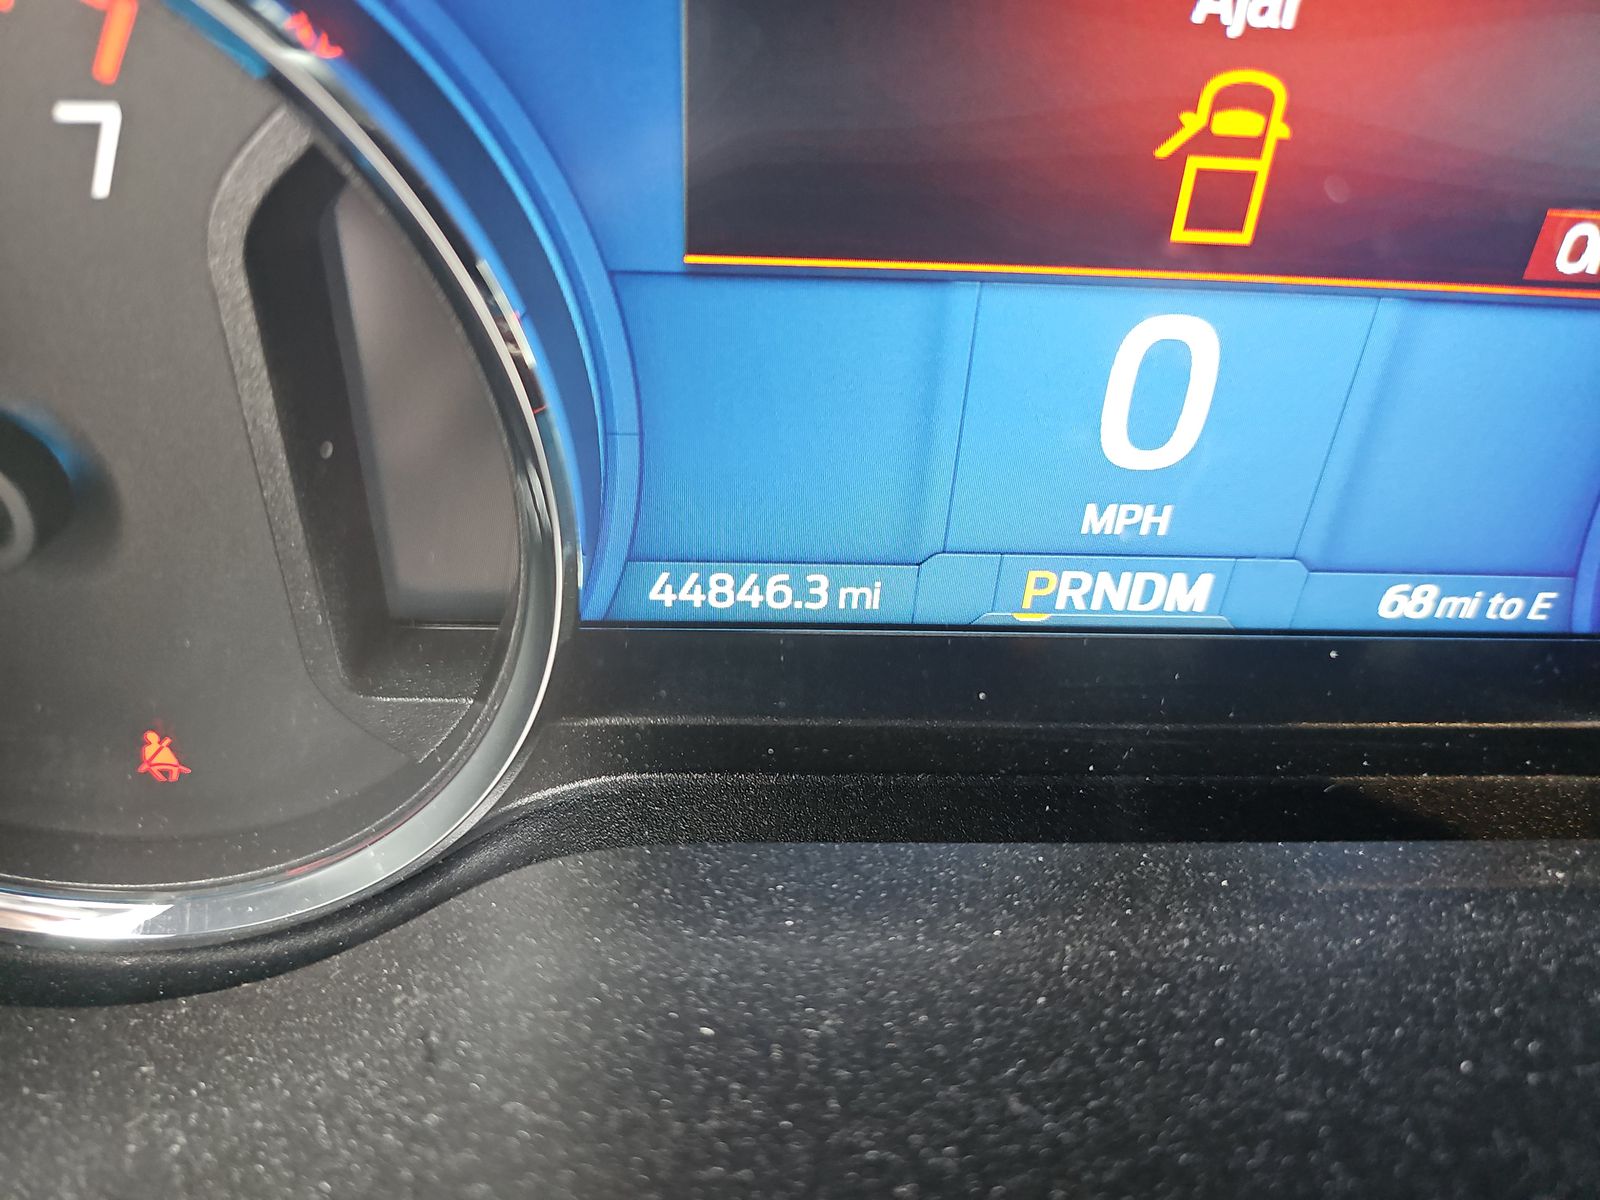 Ajar
7
0
MPH
44846.3 mi
PRNDM
68 mi to E